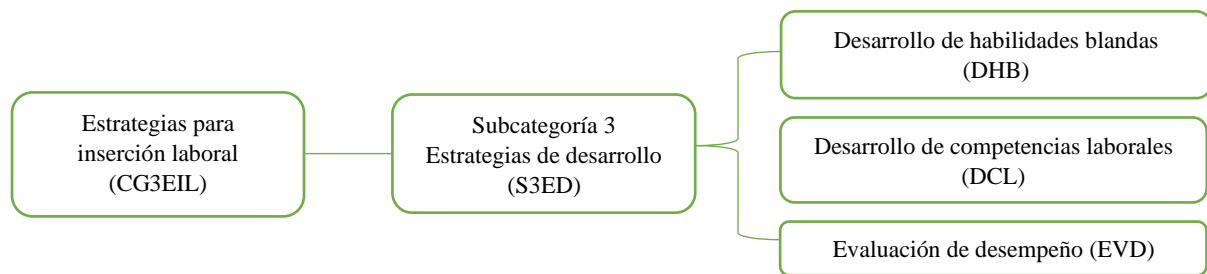 Estrategias para
inserción laboral
(CG3EIL)
Subcategoría 3
Estrategias de desarrollo
(S3ED)
Desarrollo de habilidades blandas
(DHB)
Desarrollo de competencias laborales
(DCL)
Evaluación de desempeño (EVD)